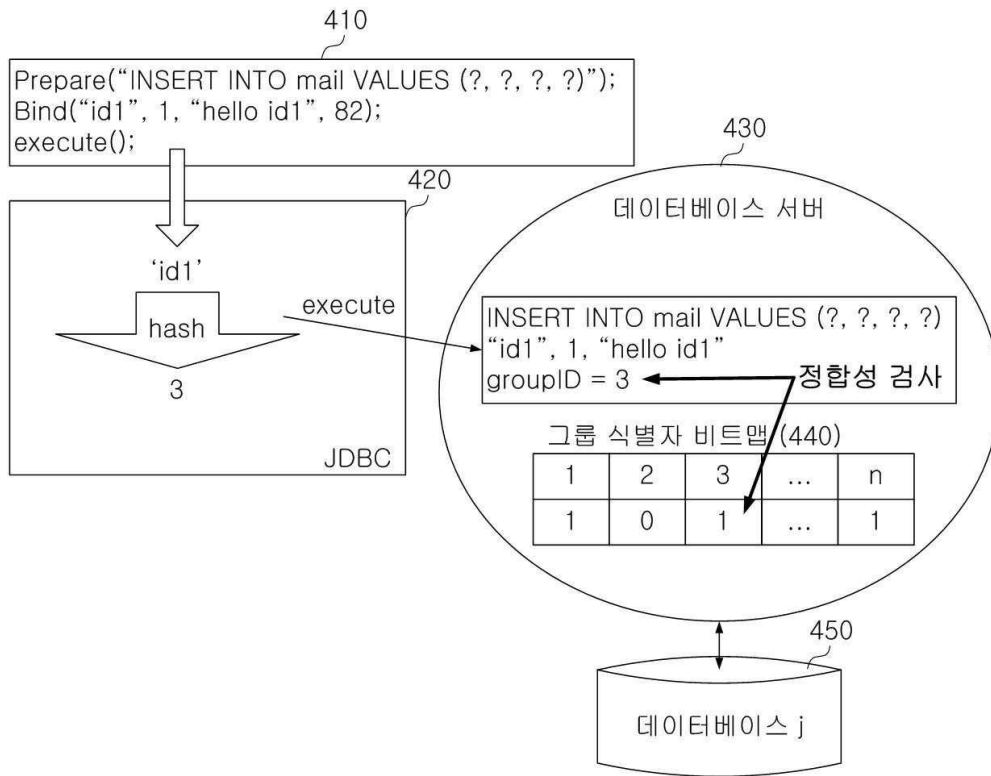 410
Prepare(“INSERT INTO mail VALUES (?, ?, ?, ?)”);
Bind(“id1”, 1, “hello id1”, 82);
execute();
420
‘id1’
hash
3
JDBC
execute
430
데이터베이스 서버
INSERT INTO mail VALUES (?, ?, ?, ?)
“id1”, 1, “hello id1”
groupID = 3
정합성 검사
그룹 식별자 비트맵 (440)
1 2 3 ... n
1 0 1 ... 1
450
데이터베이스 j